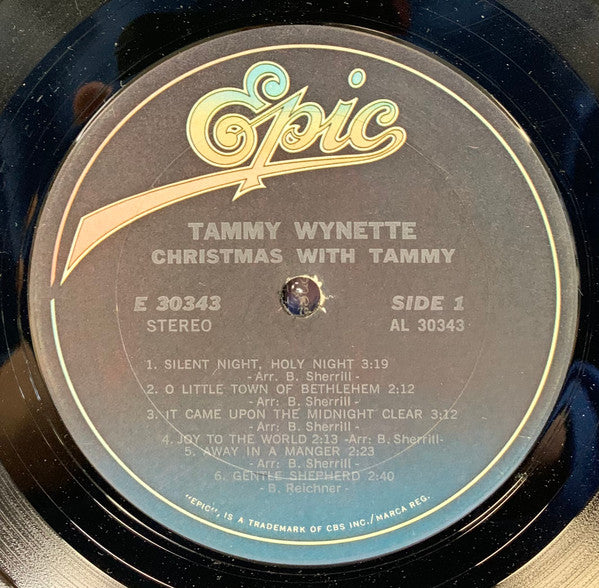 Epic
TAMMY WYNETTE
CHRISTMAS WITH TAMMY
E 30343
SIDE 1
STEREO
AL 30343
1. SILENT NIGHT, HOLY NIGHT 3:19
-Arr. B. Sherrill-
2. O LITTLE TOWN OF BETHLEHEM 2:12
-Arr: B. Sherrill-
3. IT CAME UPON THE MIDNIGHT CLEAR 3:12
-Arr: B. Sherrill-
4. JOY TO THE WORLD 2:13 -Arr: B. Sherrill-
5. AWAY IN A MANGER 2:23
-Arr: B. Sherrill-
6. GENTLE SHEPHERD 2:40
-B. Reichner-
"EPIC", IS A TRADEMARK OF CBS INC./MARCA REG.